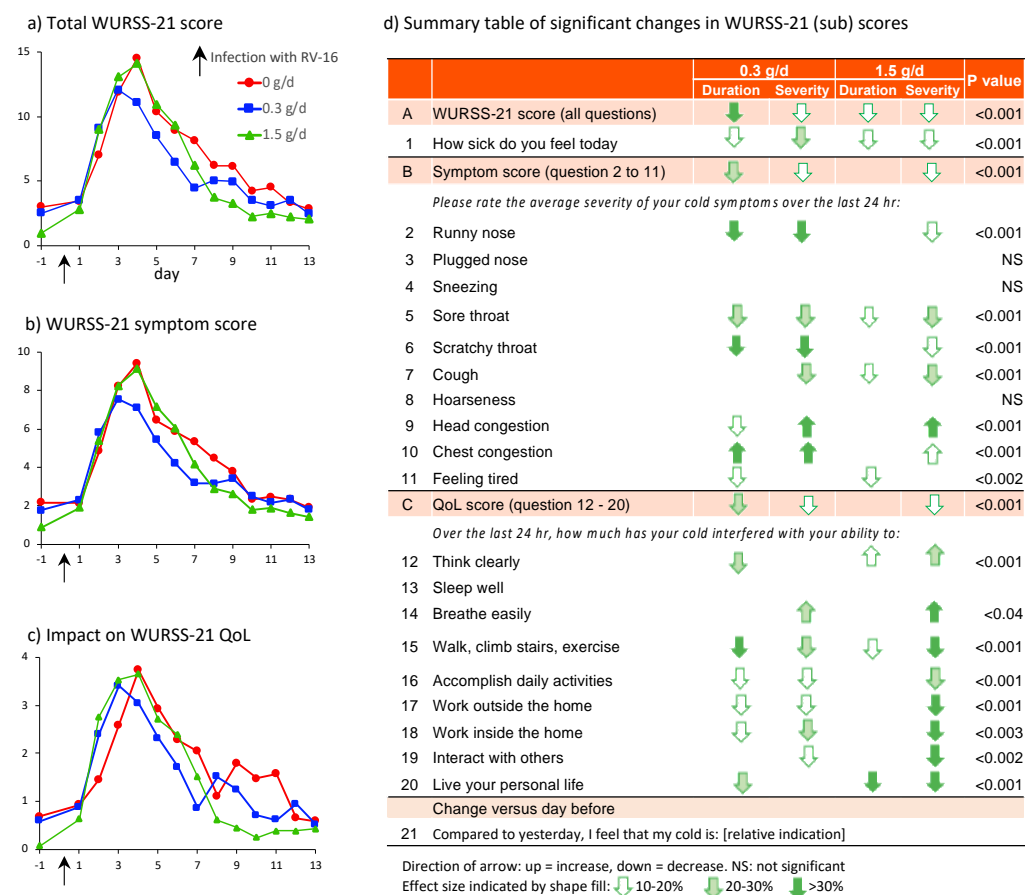 a) Total WURSS-21 score
Infection with RV-16
0 g/d
0.3 g/d
1.5 g/d
15
10
5
0
-1 1 3 5 7 9 11 13
day
b) WURSS-21 symptom score
10
8
6
4
2
0
-1 1 3 5 7 9 11 13
c) Impact on WURSS-21 QoL
4
3
2
1
0
-1 1 3 5 7 9 11 13
d) Summary table of significant changes in WURSS-21 (sub) scores
0.3 g/d 1.5 g/d P value
Duration Severity Duration Severity
A WURSS-21 score (all questions) <0.001
1 How sick do you feel today <0.001
B Symptom score (question 2 to 11) <0.001
Please rate the average severity of your cold symptoms over the last 24 hr:
2 Runny nose <0.001
3 Plugged nose NS
4 Sneezing NS
5 Sore throat <0.001
6 Scratchy throat <0.001
7 Cough <0.001
8 Hoarseness NS
9 Head congestion <0.001
10 Chest congestion <0.001
11 Feeling tired <0.002
C QoL score (question 12 - 20) <0.001
Over the last 24 hr, how much has your cold interfered with your ability to:
12 Think clearly <0.001
13 Sleep well
14 Breathe easily <0.04
15 Walk, climb stairs, exercise <0.001
16 Accomplish daily activities <0.001
17 Work outside the home <0.001
18 Work inside the home <0.003
19 Interact with others <0.002
20 Live your personal life <0.001
Change versus day before
21 Compared to yesterday, I feel that my cold is: [relative indication]
Direction of arrow: up = increase, down = decrease. NS: not significant
Effect size indicated by shape fill: 10-20% 20-30% >30%